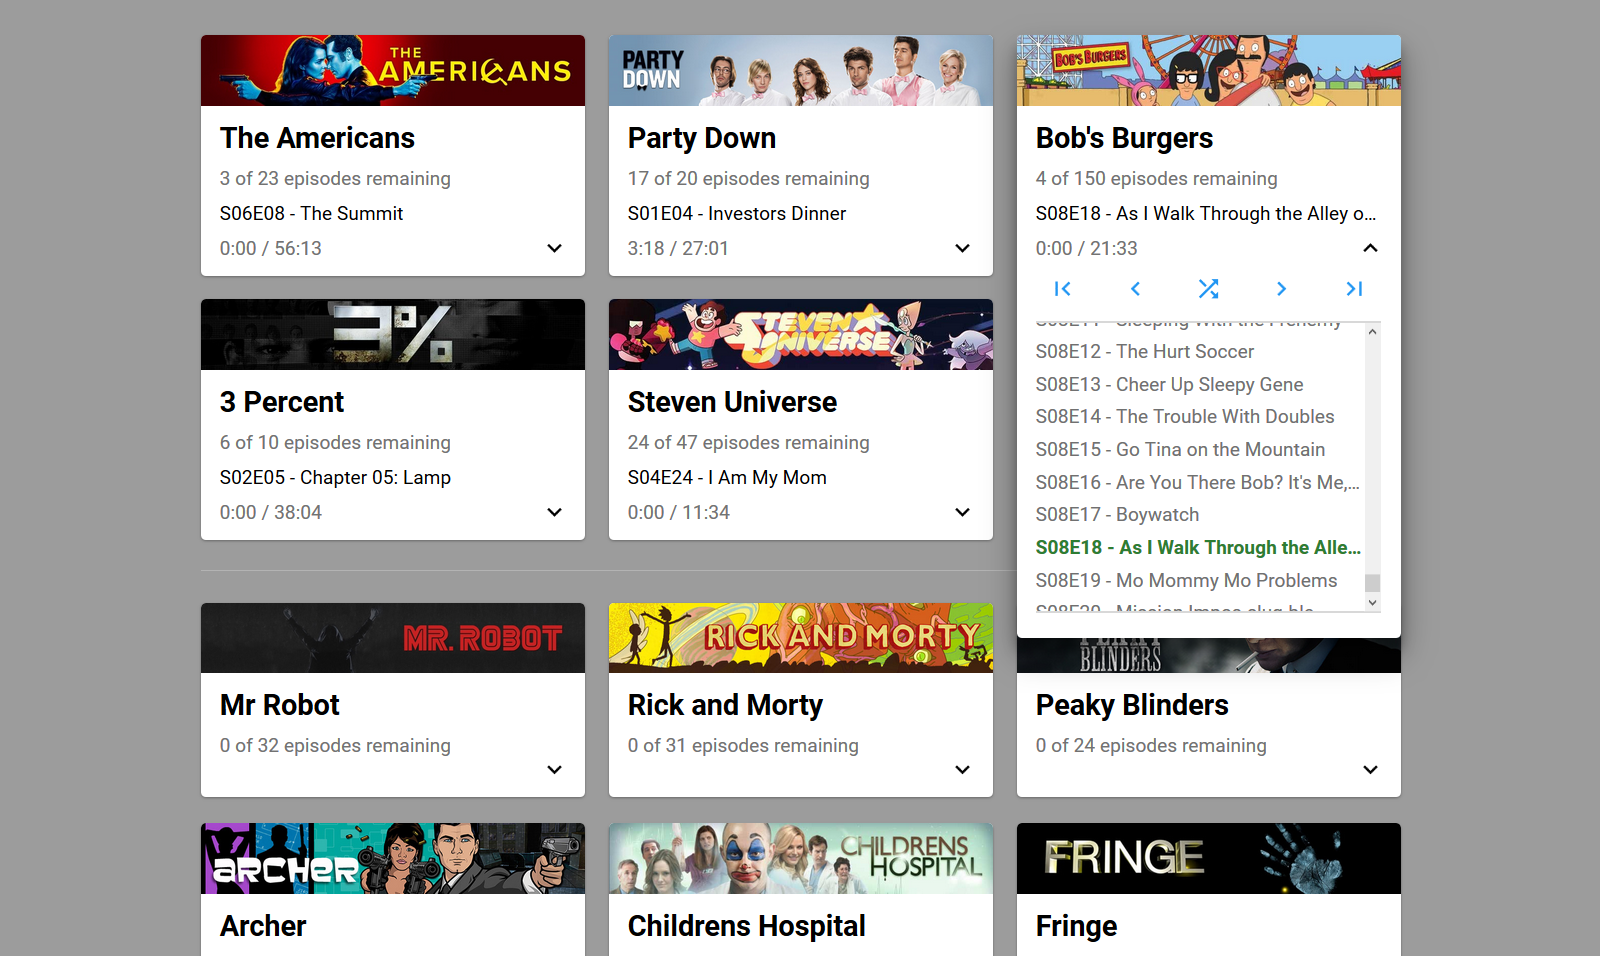 THE
AMERICANS
The Americans
3 of 23 episodes remaining
S06E08 - The Summit
0:00 / 56:13
PARTY
DOWN
Party Down
17 of 20 episodes remaining
S01E04 - Investors Dinner
3:18 / 27:01
BOB'S BURGERS
Bob's Burgers
4 of 150 episodes remaining
S08E18 - As I Walk Through the Alley o...
0:00 / 21:33
S08E11 - Sleeping With the Frenemy
S08E12 - The Hurt Soccer
S08E13 - Cheer Up Sleepy Gene
S08E14 - The Trouble With Doubles
S08E15 - Go Tina on the Mountain
S08E16 - Are You There Bob? It's Me,...
S08E17 - Boywatch
S08E18 - As I Walk Through the Alle...
S08E19 - Mo Mommy Mo Problems
S08E20 - Mission Impos-slug-ble
3%
3 Percent
6 of 10 episodes remaining
S02E05 - Chapter 05: Lamp
0:00 / 38:04
STEVEN
UNIVERSE
Steven Universe
24 of 47 episodes remaining
S04E24 - I Am My Mom
0:00 / 11:34
MR. ROBOT
Mr Robot
0 of 32 episodes remaining
RICK AND MORTY
Rick and Morty
0 of 31 episodes remaining
PEAKY
BLINDERS
Peaky Blinders
0 of 24 episodes remaining
ARCHER
Archer
CHILDRENS
HOSPITAL
Childrens Hospital
FRINGE
Fringe